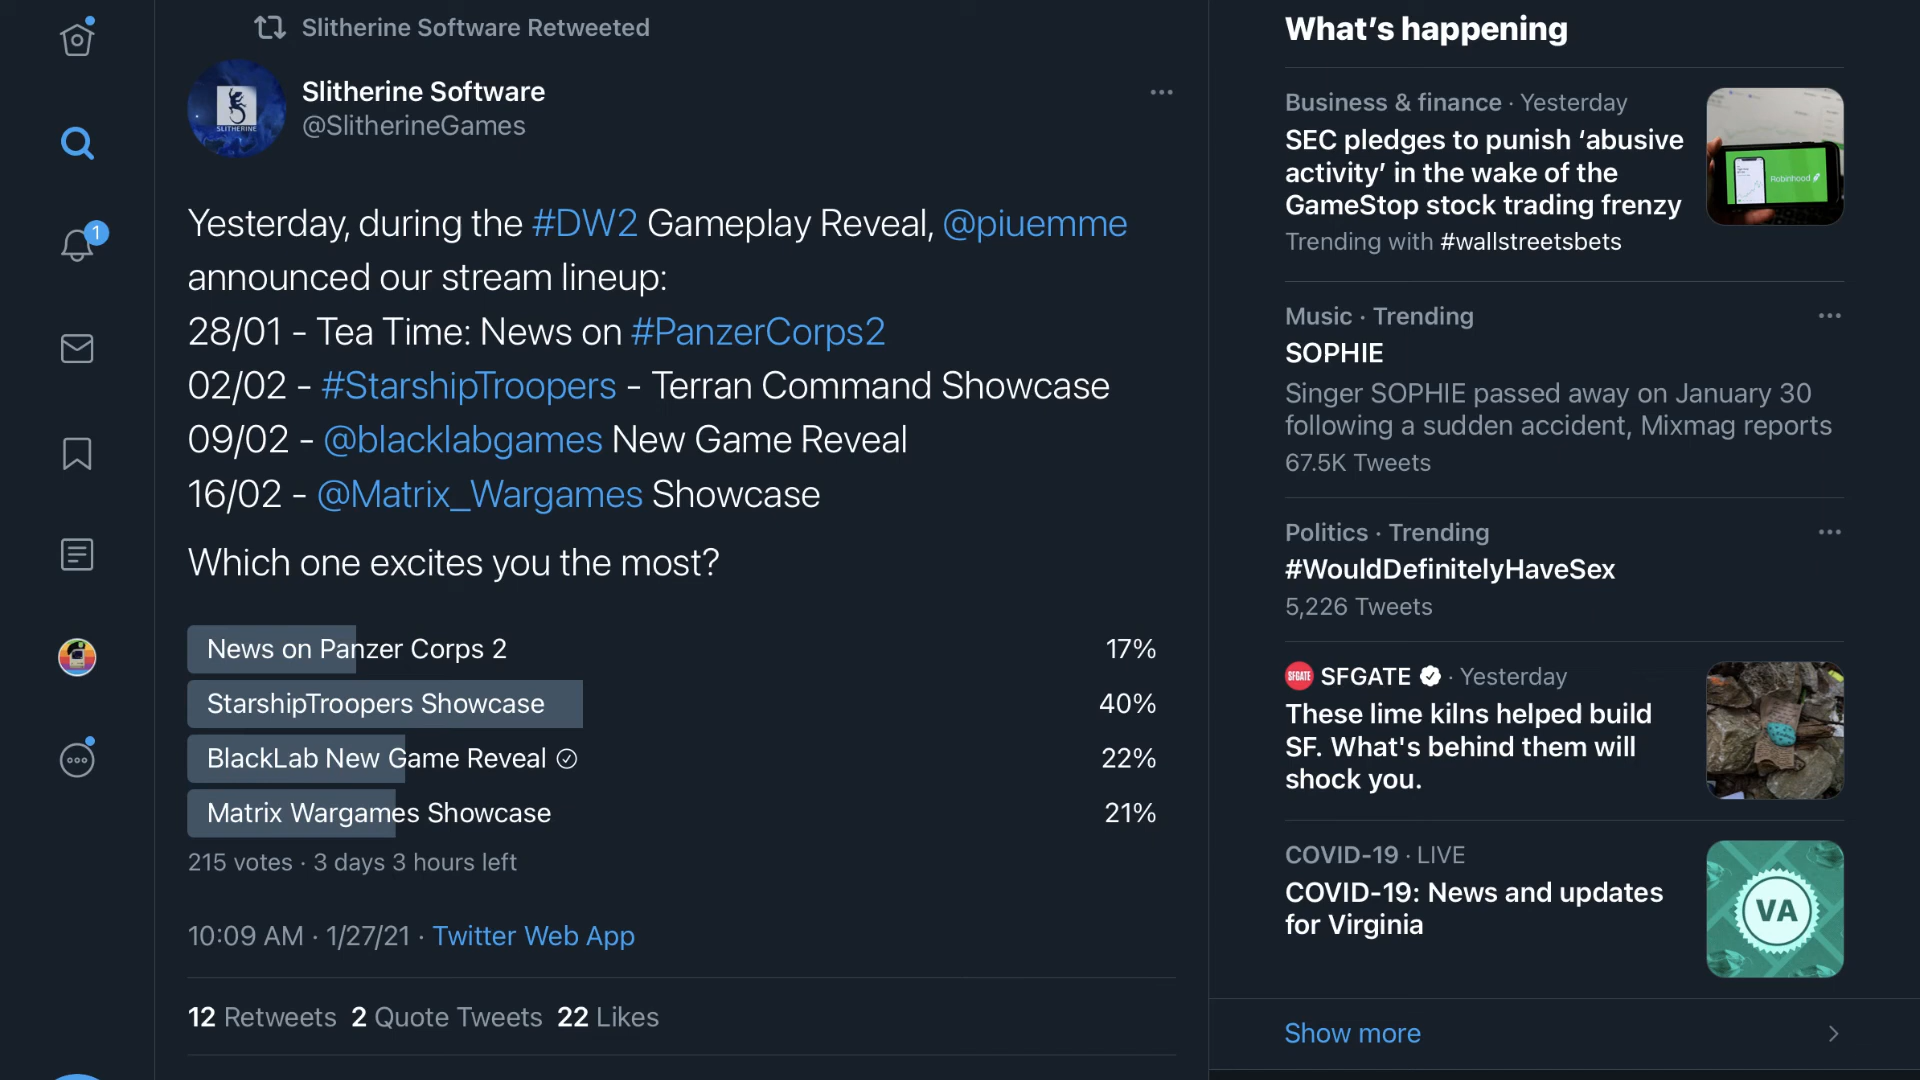 Slitherine Software Retweeted
SLITHERINE
Slitherine Software
@SlitherineGames
Yesterday, during the #DW2 Gameplay Reveal, @piuemme
announced our stream lineup:
28/01 - Tea Time: News on #PanzerCorps2
02/02 - #StarshipTroopers - Terran Command Showcase
09/02 - @blacklabgames New Game Reveal
16/02 - @Matrix_Wargames Showcase
Which one excites you the most?
News on Panzer Corps 2 17%
StarshipTroopers Showcase 40%
BlackLab New Game Reveal 22%
Matrix Wargames Showcase 21%
215 votes · 3 days 3 hours left
10:09 AM · 1/27/21 · Twitter Web App
12 Retweets 2 Quote Tweets 22 Likes
1
What's happening
Business & finance · Yesterday
SEC pledges to punish ‘abusive
activity’ in the wake of the
GameStop stock trading frenzy
Trending with #wallstreetsbets
Robinhood
Music · Trending
SOPHIE
Singer SOPHIE passed away on January 30
following a sudden accident, Mixmag reports
67.5K Tweets
Politics · Trending
#WouldDefinitelyHaveSex
5,226 Tweets
SFGATE
SFGATE · Yesterday
These lime kilns helped build
SF. What's behind them will
shock you.
COVID-19 · LIVE
COVID-19: News and updates
for Virginia
VA
Show more